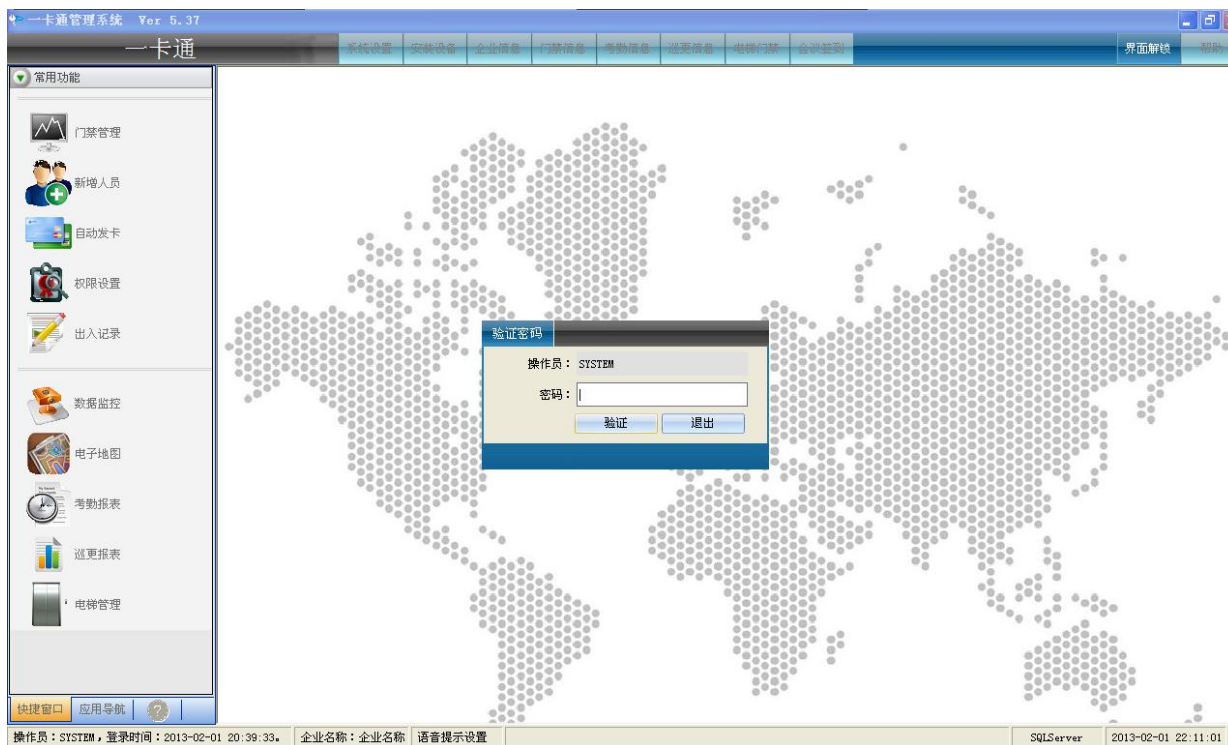 一卡通管理系统 Ver 5.37
一卡通 系统设置 安装设备 企业信息 门禁信息 考勤信息 巡更信息 电梯门禁 会议签到 界面解锁 帮助
常用功能
门禁管理
新增人员
自动发卡
权限设置
出入记录
数据监控
电子地图
考勤报表
巡更报表
电梯管理
验证密码
操作员：SYSTEM
密码：
验证 退出
快捷窗口 应用导航
操作员：SYSTEM，登录时间：2013-02-01 20:39:33。 企业名称：企业名称 语音提示设置 SQLServer 2013-02-01 22:11:01